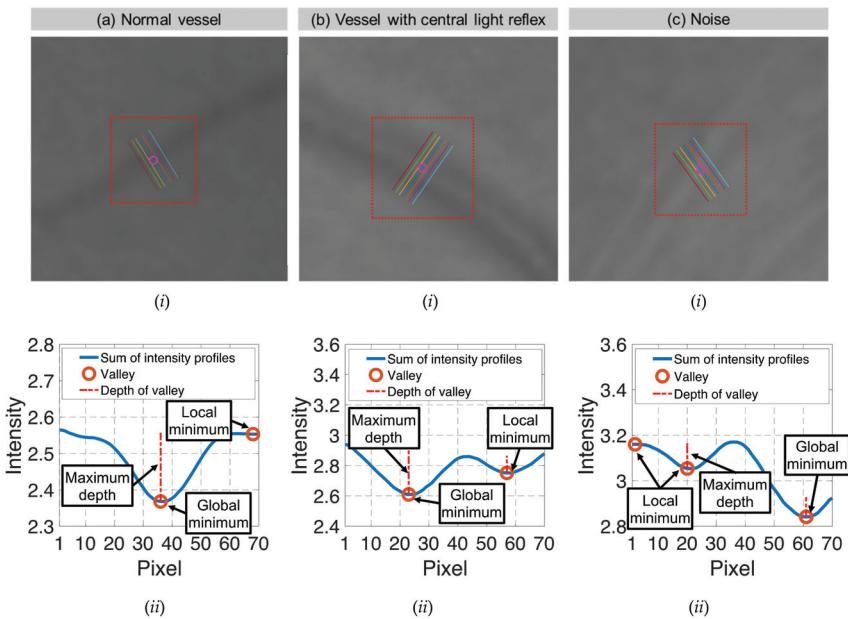 (a) Normal vessel
(b) Vessel with central light reflex
(c) Noise
(i)
(i)
(i)
2.8
2.7
2.6
2.5
2.4
2.3
Intensity
Sum of intensity profiles
Valley
Depth of valley
Local
minimum
Maximum
depth
Global
minimum
1 10 20 30 40 50 60 70
Pixel
(ii)
3.6
3.4
3.2
3
2.8
2.6
2.4
Intensity
Sum of intensity profiles
Valley
Depth of valley
Maximum
depth
Local
minimum
Global
minimum
1 10 20 30 40 50 60 70
Pixel
(ii)
3.6
3.4
3.2
3
2.8
Intensity
Sum of intensity profiles
Valley
Depth of valley
Global
minimum
Local
minimum
Maximum
depth
1 10 20 30 40 50 60 70
Pixel
(ii)